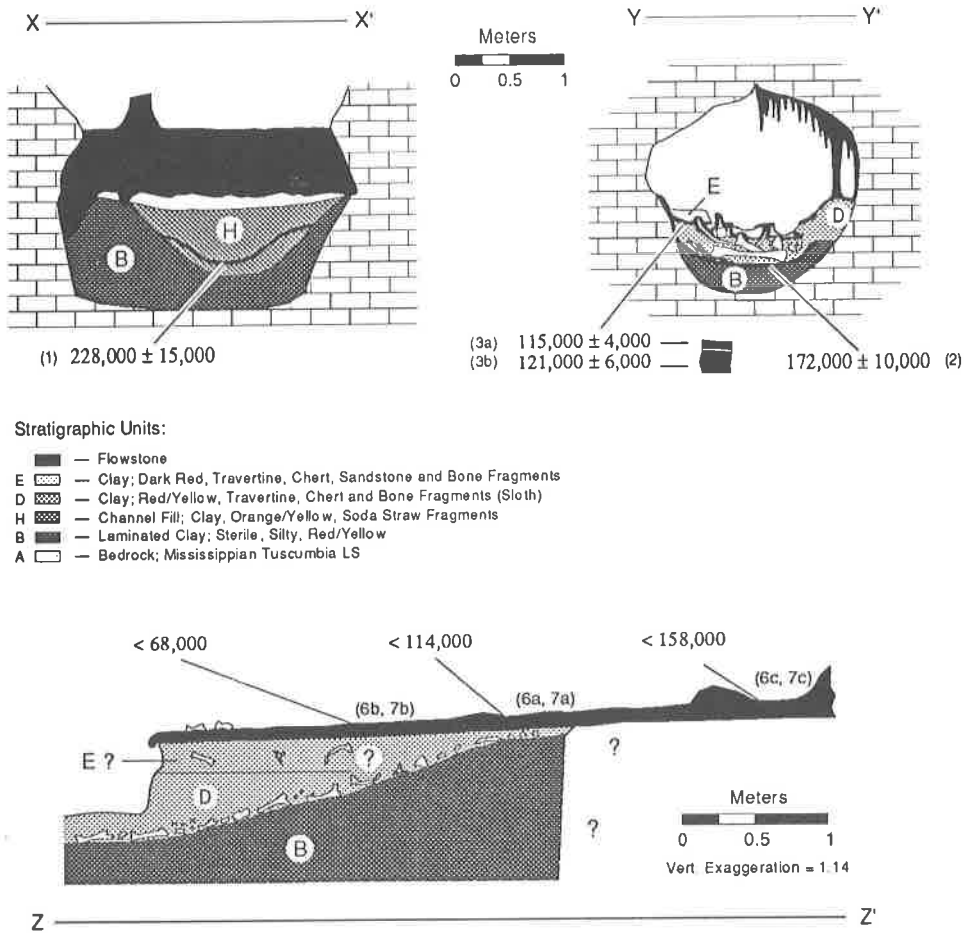 X X'
Y Y'
Meters
0 0.5 1
H
B
(1) 228,000 ± 15,000
E
D
B
(3a) 115,000 ± 4,000
(3b) 121,000 ± 6,000
172,000 ± 10,000 (2)
Stratigraphic Units:
— Flowstone
E — Clay; Dark Red, Travertine, Chert, Sandstone and Bone Fragments
D — Clay; Red/Yellow, Travertine, Chert and Bone Fragments (Sloth)
H — Channel Fill; Clay, Orange/Yellow, Soda Straw Fragments
B — Laminated Clay; Sterile, Silty, Red/Yellow
A — Bedrock; Mississippian Tuscumbia LS
< 68,000 < 114,000 < 158,000
(6b, 7b) (6a, 7a) (6c, 7c)
E ? ? ?
D
B ?
Meters
0 0.5 1
Vert. Exaggeration = 1.14
Z Z'